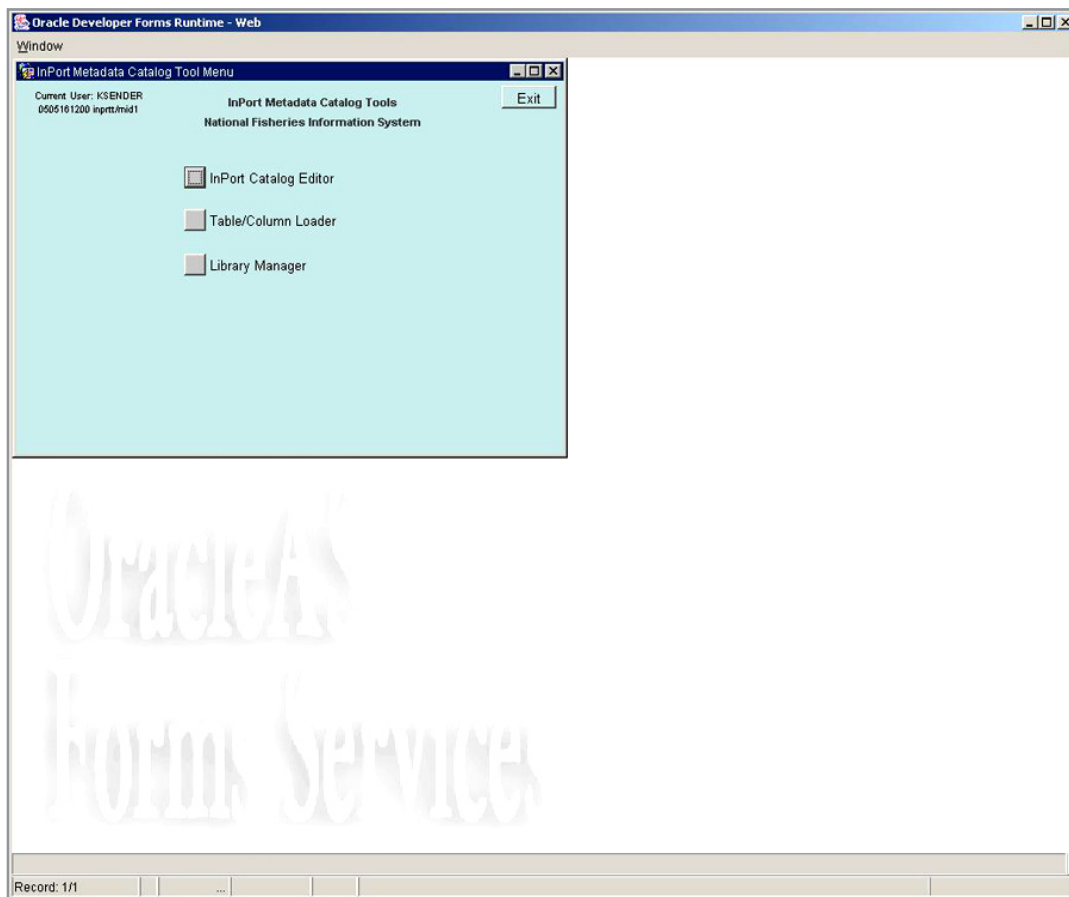 Oracle Developer Forms Runtime - Web
Window
InPort Metadata Catalog Tool Menu
Current User: KSENDER
0505161200 inprtt/mid1
InPort Metadata Catalog Tools
National Fisheries Information System
Exit
InPort Catalog Editor
Table/Column Loader
Library Manager
OracleAS
Forms Services
Record: 1/1
...